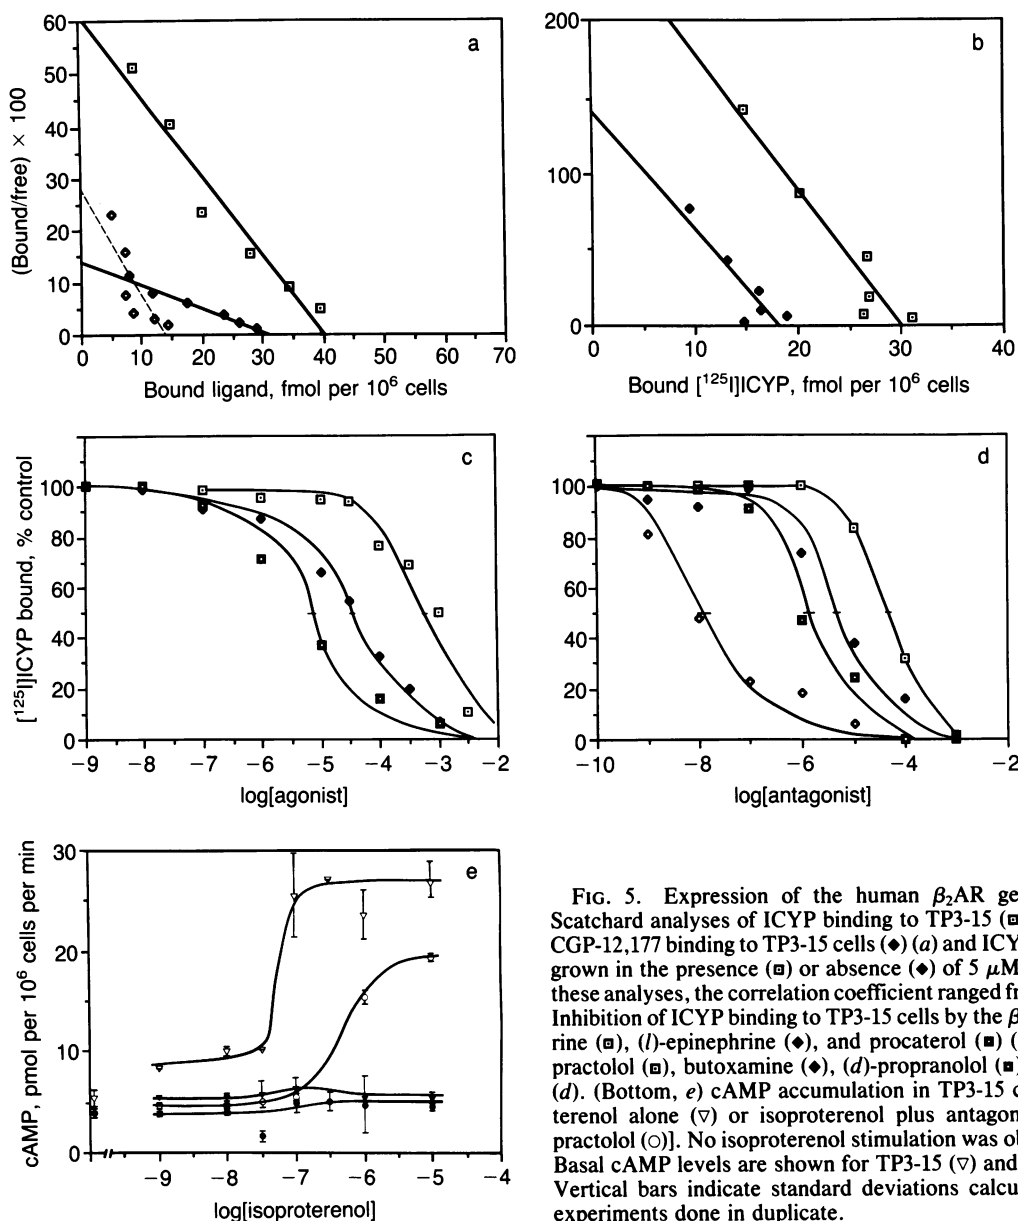 60
50
40
30
20
10
0
(Bound/free) × 100
a
0 10 20 30 40 50 60 70
Bound ligand, fmol per 10⁶ cells
200
100
0
b
0 10 20 30 40
Bound [¹²⁵I]ICYP, fmol per 10⁶ cells
100
80
60
40
20
0
[¹²⁵I]ICYP bound, % control
c
−9 −8 −7 −6 −5 −4 −3 −2
log[agonist]
100
80
60
40
20
0
d
−10 −8 −6 −4 −2
log[antagonist]
30
20
10
0
cAMP, pmol per 10⁶ cells per min
e
−9 −8 −7 −6 −5 −4
log[isoproterenol]
FIG. 5. Expression of the human β₂AR ge
Scatchard analyses of ICYP binding to TP3-15 (⊡
CGP-12,177 binding to TP3-15 cells (◆) (a) and ICY
grown in the presence (⊡) or absence (◆) of 5 μM
these analyses, the correlation coefficient ranged fr
Inhibition of ICYP binding to TP3-15 cells by the β
rine (⊡), (l)-epinephrine (◆), and procaterol (▪) (
practolol (⊡), butoxamine (◆), (d)-propranolol (▪)
(d). (Bottom, e) cAMP accumulation in TP3-15 c
terenol alone (▽) or isoproterenol plus antagon
practolol (○)]. No isoproterenol stimulation was ob
Basal cAMP levels are shown for TP3-15 (▽) and
Vertical bars indicate standard deviations calcu
experiments done in duplicate.